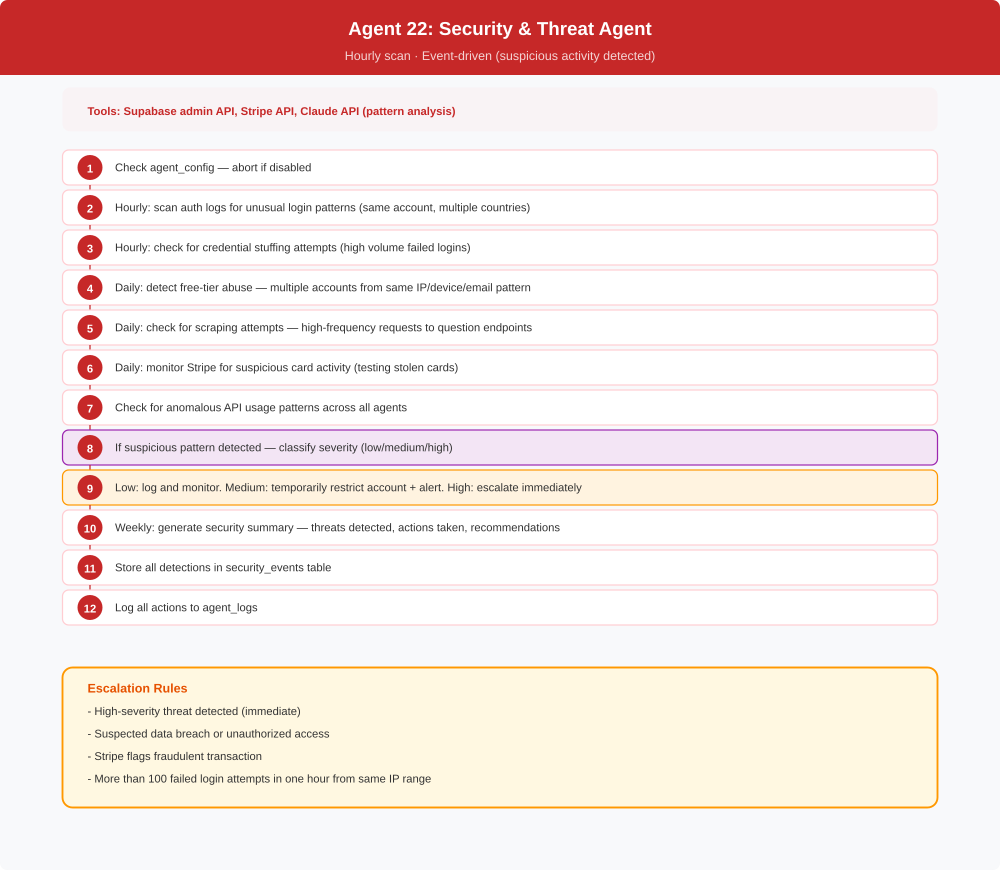 Agent 22: Security & Threat Agent
Hourly scan · Event-driven (suspicious activity detected)
Tools: Supabase admin API, Stripe API, Claude API (pattern analysis)
1 Check agent_config — abort if disabled
2 Hourly: scan auth logs for unusual login patterns (same account, multiple countries)
3 Hourly: check for credential stuffing attempts (high volume failed logins)
4 Daily: detect free-tier abuse — multiple accounts from same IP/device/email pattern
5 Daily: check for scraping attempts — high-frequency requests to question endpoints
6 Daily: monitor Stripe for suspicious card activity (testing stolen cards)
7 Check for anomalous API usage patterns across all agents
8 If suspicious pattern detected — classify severity (low/medium/high)
9 Low: log and monitor. Medium: temporarily restrict account + alert. High: escalate immediately
10 Weekly: generate security summary — threats detected, actions taken, recommendations
11 Store all detections in security_events table
12 Log all actions to agent_logs
Escalation Rules
- High-severity threat detected (immediate)
- Suspected data breach or unauthorized access
- Stripe flags fraudulent transaction
- More than 100 failed login attempts in one hour from same IP range